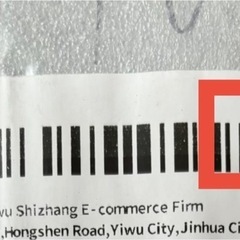 wu Shizhang E-commerce Firm
,Hongshen Road,Yiwu City,Jinhua Ci